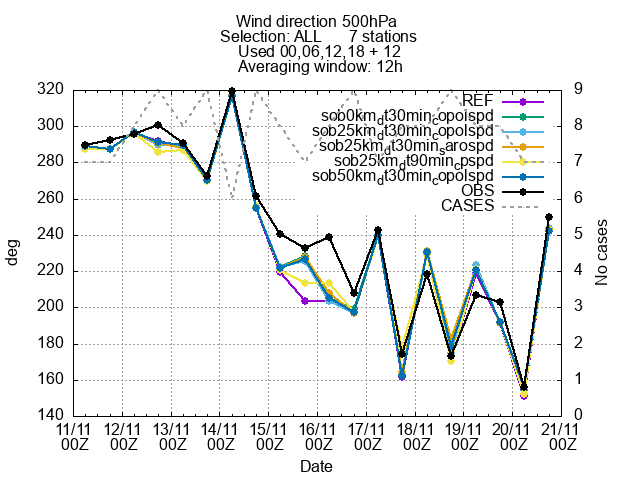 Wind direction 500hPa
Selection: ALL 7 stations
Used 00,06,12,18 + 12
Averaging window: 12h
320 9
300 8
280 7
260 6
240 5
220 4
200 3
180 2
160 1
140 0
REF
sob0km_dt30min_copolspd
sob25km_dt30min_copolspd
sob25km_dt30min_sarospd
sob25km_dt90min_cpspd
sob50km_dt30min_copolspd
OBS
CASES
deg
No cases
11/11 12/11 13/11 14/11 15/11 16/11 17/11 18/11 19/11 20/11 21/11
00Z 00Z 00Z 00Z 00Z 00Z 00Z 00Z 00Z 00Z 00Z
Date